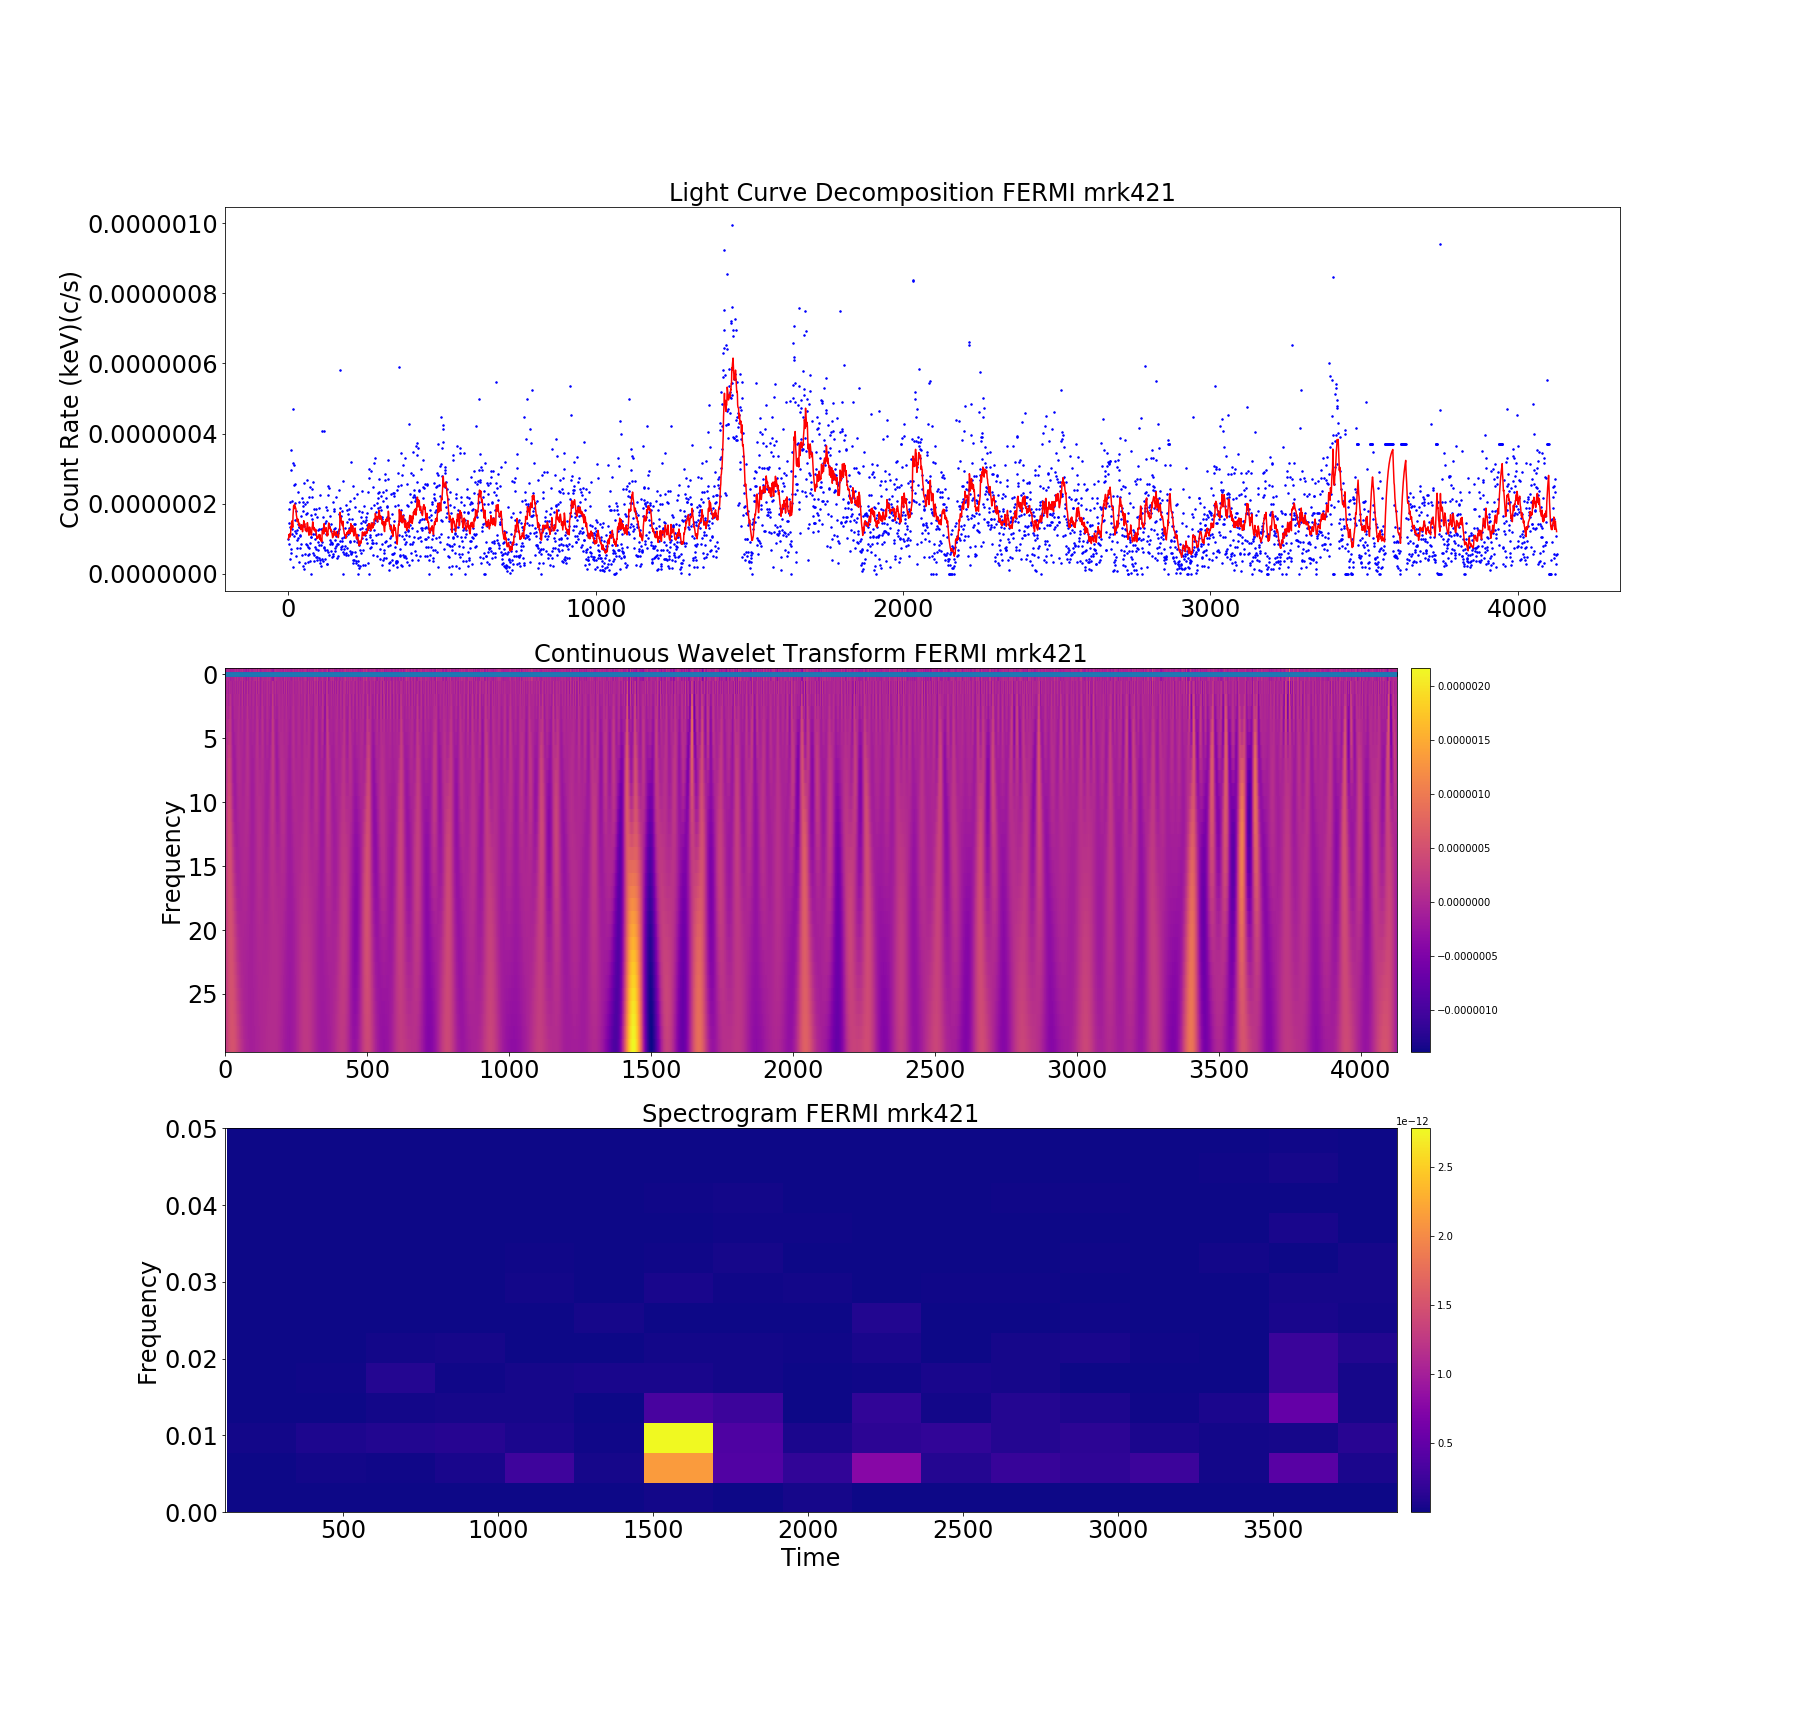 Light Curve Decomposition FERMI mrk421
Count Rate (keV)(c/s)
0.0000010
0.0000008
0.0000006
0.0000004
0.0000002
0.0000000
0 1000 2000 3000 4000
Continuous Wavelet Transform FERMI mrk421
Frequency
0
5
10
15
20
25
0 500 1000 1500 2000 2500 3000 3500 4000
0.0000020
0.0000015
0.0000010
0.0000005
0.0000000
−0.0000005
−0.0000010
Spectrogram FERMI mrk421
Frequency
0.05
0.04
0.03
0.02
0.01
0.00
500 1000 1500 2000 2500 3000 3500
Time
1e−12
2.5
2.0
1.5
1.0
0.5